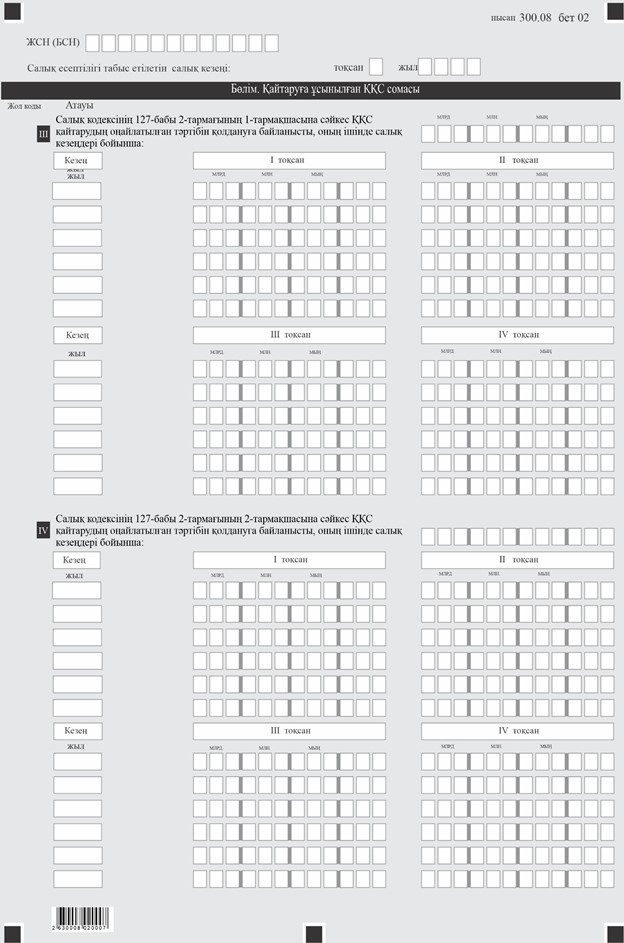 нысан 300.08 бет 02
ЖСН (БСН)
Салық есептілігі табыс етілетін салық кезеңі: тоқсан жыл
Бөлім. Қайтаруға ұсынылған ҚҚС сомасы
Жол коды Атауы
III Салық кодексінің 127-бабы 2-тармағының 1-тармақшасына сәйкес ҚҚС
қайтарудың оңайлатылған тәртібін қолдануға байланысты, оның ішінде салық
кезеңдері бойынша:
МЛРД МЛН МЫҢ
Кезең I тоқсан II тоқсан
жыл МЛРД МЛН МЫҢ МЛРД МЛН МЫҢ
Кезең III тоқсан IV тоқсан
жыл МЛРД МЛН МЫҢ МЛРД МЛН МЫҢ
IV Салық кодексінің 127-бабы 2-тармағының 2-тармақшасына сәйкес ҚҚС
қайтарудың оңайлатылған тәртібін қолдануға байланысты, оның ішінде салық
кезеңдері бойынша:
Кезең I тоқсан II тоқсан
жыл МЛРД МЛН МЫҢ МЛРД МЛН МЫҢ
Кезең III тоқсан IV тоқсан
жыл МЛРД МЛН МЫҢ МЛРД МЛН МЫҢ
2 630008 020007